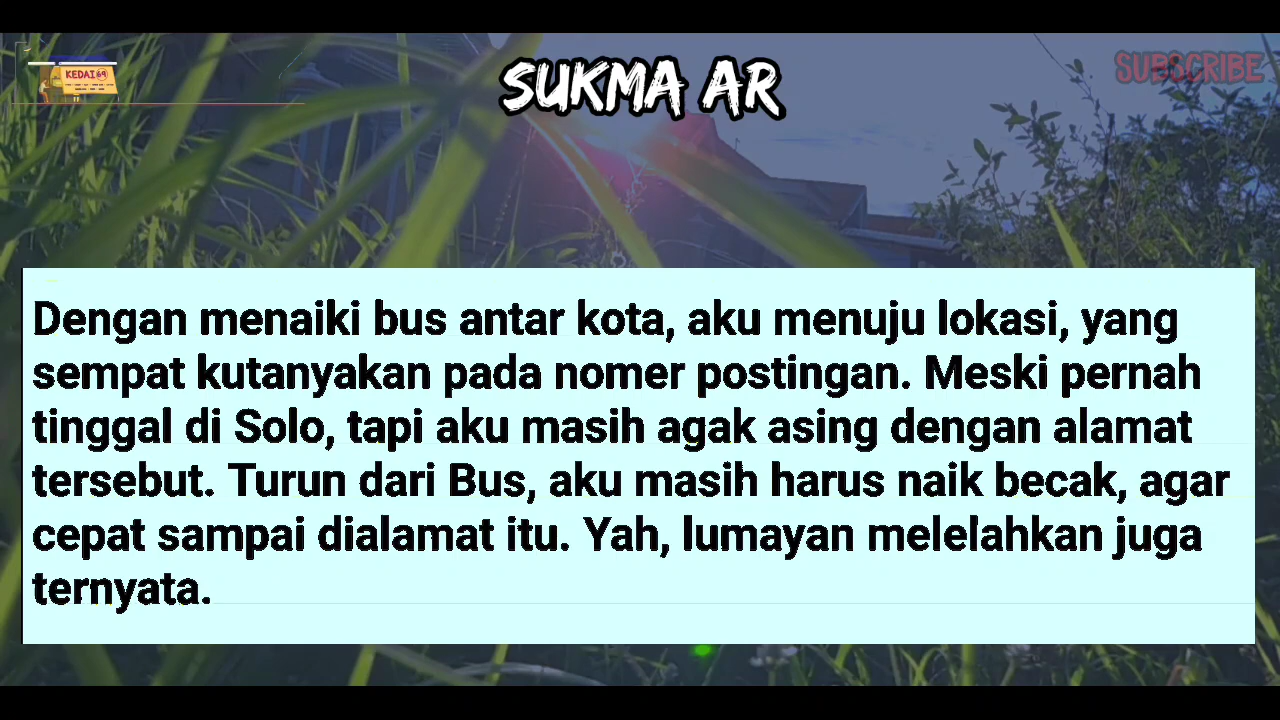 KEDAI 69
SUKMA AR
SUBSCRIBE
Dengan menaiki bus antar kota, aku menuju lokasi, yang
sempat kutanyakan pada nomer postingan. Meski pernah
tinggal di Solo, tapi aku masih agak asing dengan alamat
tersebut. Turun dari Bus, aku masih harus naik becak, agar
cepat sampai dialamat itu. Yah, lumayan melelahkan juga
ternyata.